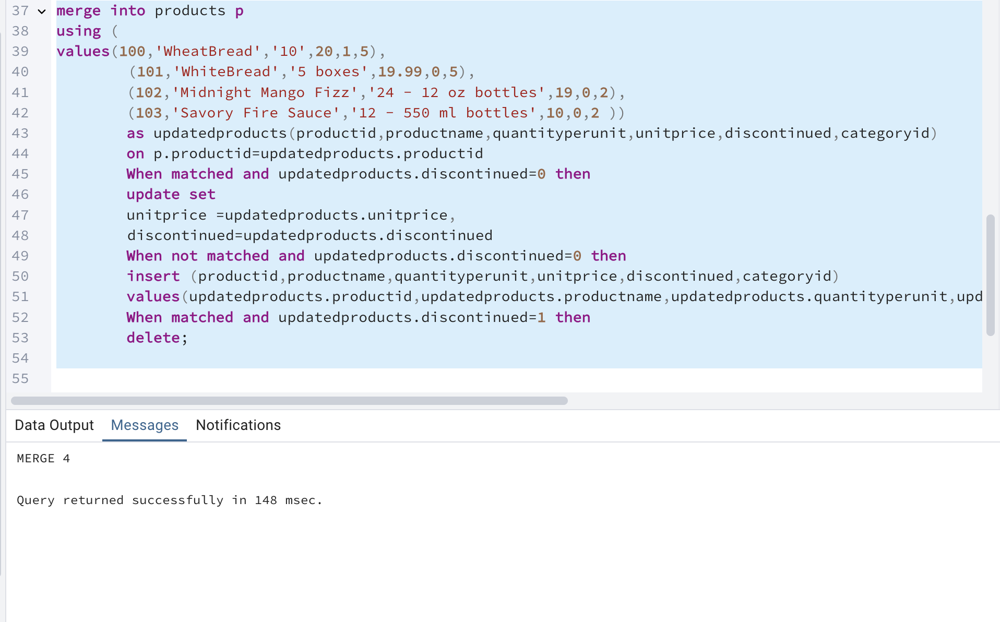 37 merge into products p
38 using (
39 values(100,'WheatBread','10',20,1,5),
40 (101,'WhiteBread','5 boxes',19.99,0,5),
41 (102,'Midnight Mango Fizz','24 - 12 oz bottles',19,0,2),
42 (103,'Savory Fire Sauce','12 - 550 ml bottles',10,0,2 ))
43 as updatedproducts(productid,productname,quantityperunit,unitprice,discontinued,categoryid)
44 on p.productid=updatedproducts.productid
45 When matched and updatedproducts.discontinued=0 then
46 update set
47 unitprice =updatedproducts.unitprice,
48 discontinued=updatedproducts.discontinued
49 When not matched and updatedproducts.discontinued=0 then
50 insert (productid,productname,quantityperunit,unitprice,discontinued,categoryid)
51 values(updatedproducts.productid,updatedproducts.productname,updatedproducts.quantityperunit,upd
52 When matched and updatedproducts.discontinued=1 then
53 delete;
54
55
Data Output Messages Notifications
MERGE 4
Query returned successfully in 148 msec.